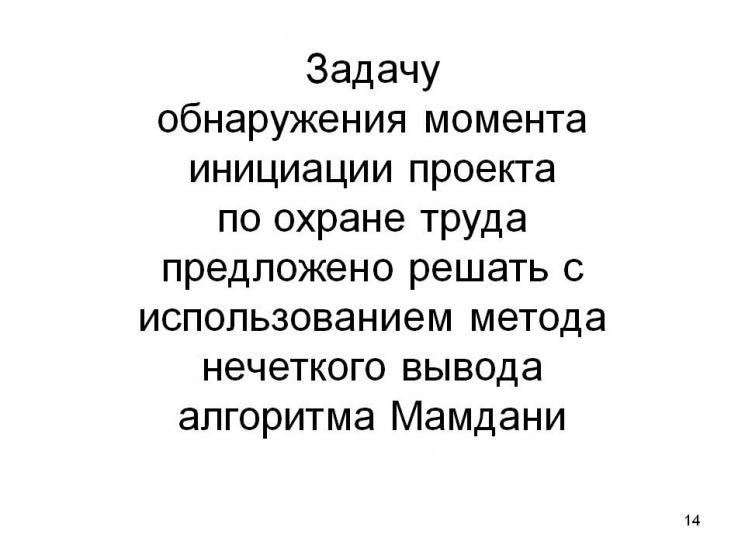 Задачу
обнаружения момента
инициации проекта
по охране труда
предложено решать с
использованием метода
нечеткого вывода
алгоритма Мамдани
14